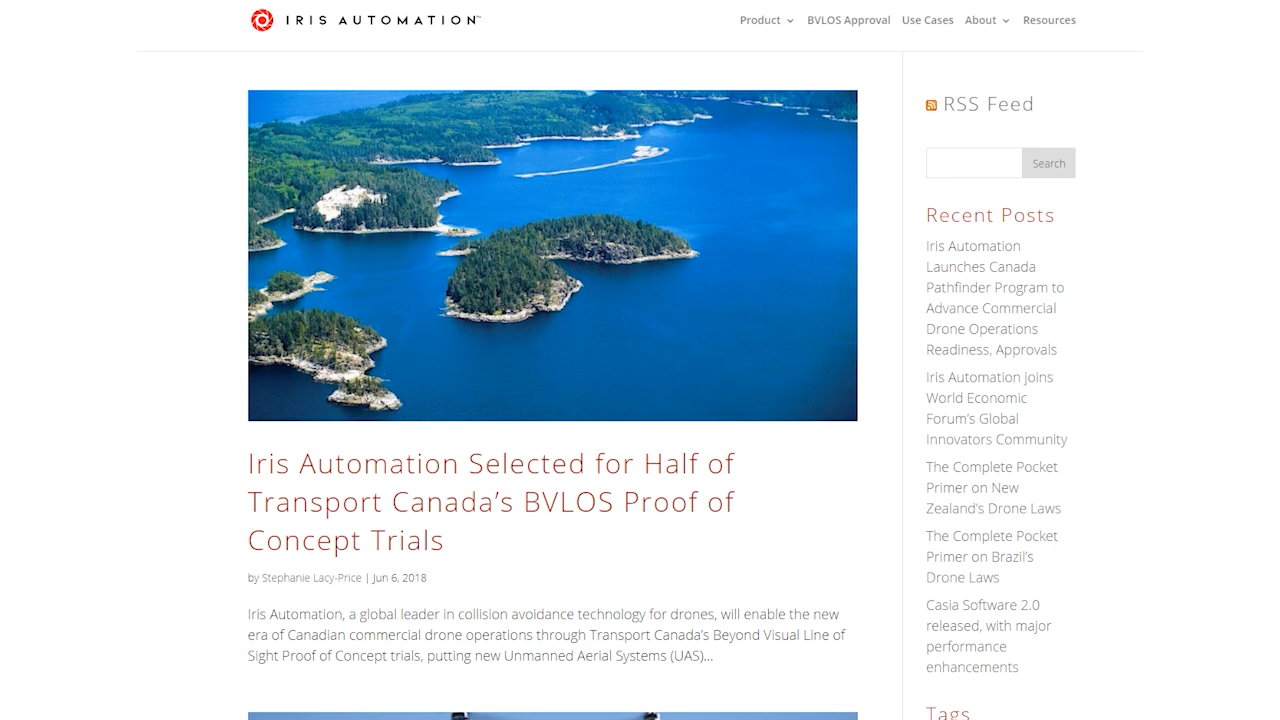 IRIS AUTOMATION™
Product BVLOS Approval Use Cases About Resources
Iris Automation Selected for Half of
Transport Canada’s BVLOS Proof of
Concept Trials
by Stephanie Lacy-Price | Jun 6, 2018
Iris Automation, a global leader in collision avoidance technology for drones, will enable the new
era of Canadian commercial drone operations through Transport Canada’s Beyond Visual Line of
Sight Proof of Concept trials, putting new Unmanned Aerial Systems (UAS)...
RSS Feed
Search
Recent Posts
Iris Automation
Launches Canada
Pathfinder Program to
Advance Commercial
Drone Operations
Readiness, Approvals
Iris Automation joins
World Economic
Forum’s Global
Innovators Community
The Complete Pocket
Primer on New
Zealand’s Drone Laws
The Complete Pocket
Primer on Brazil’s
Drone Laws
Casia Software 2.0
released, with major
performance
enhancements
Tags